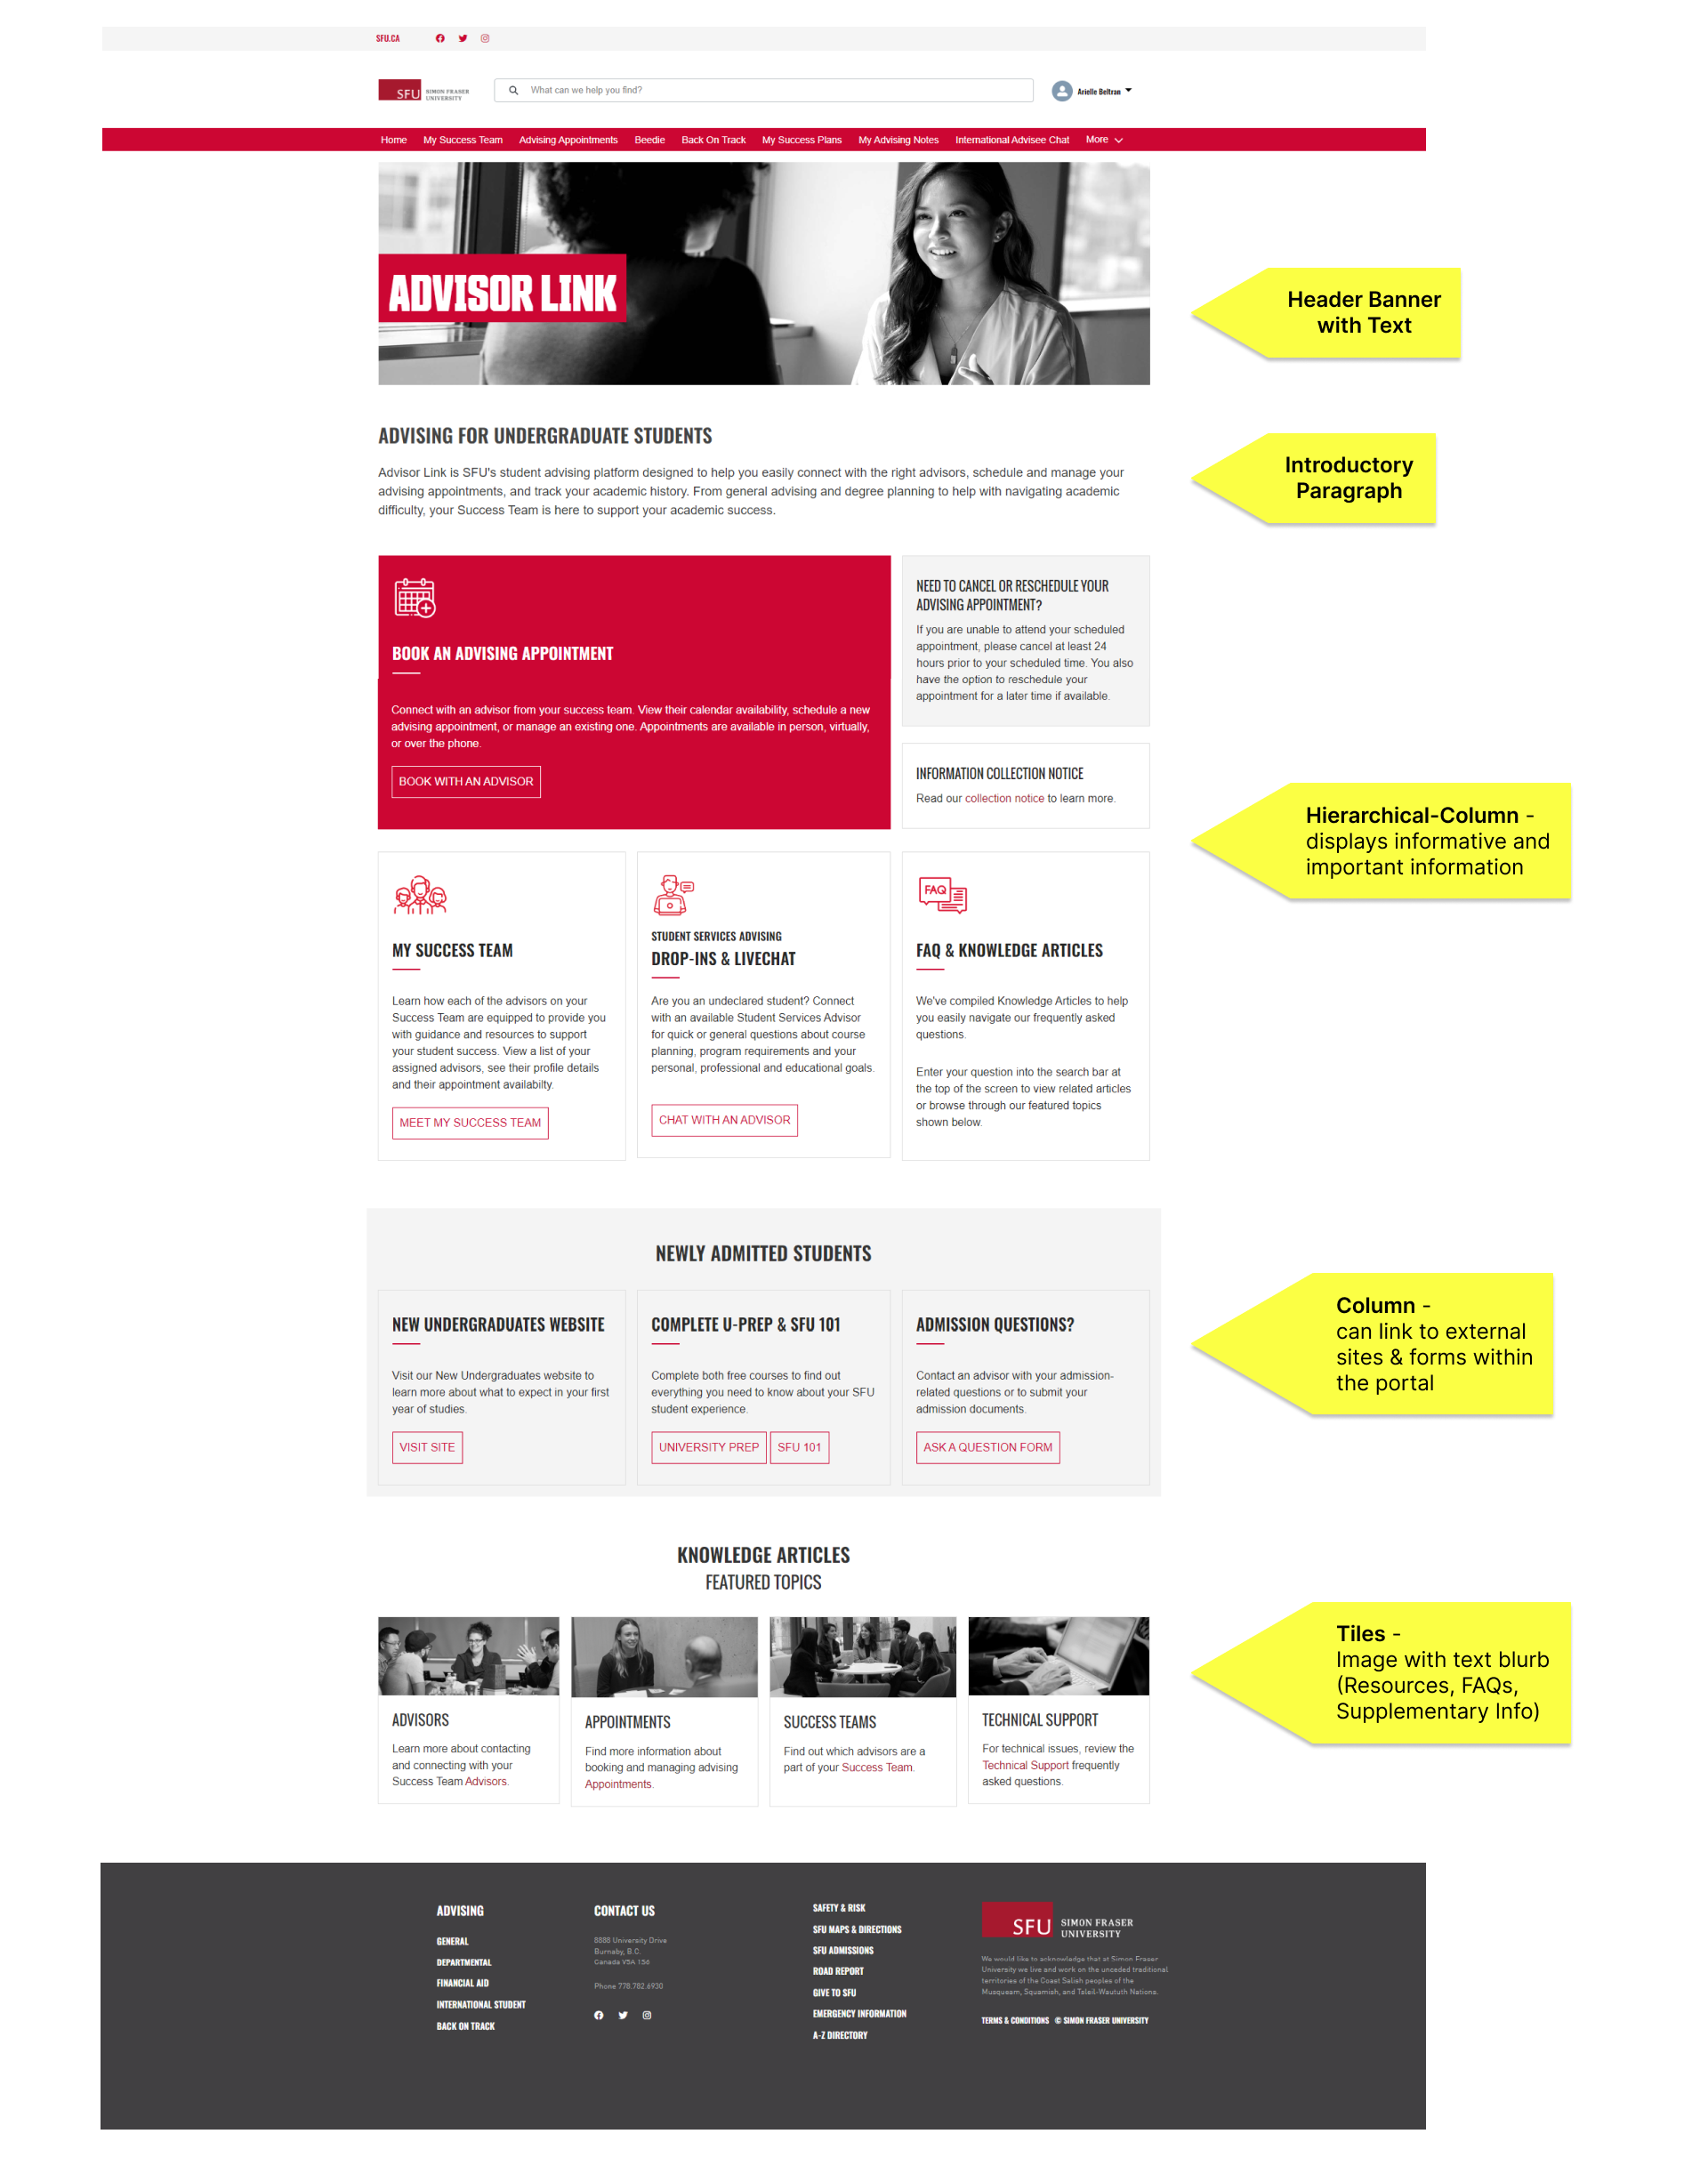 SFU.CA
SFU SIMON FRASER
UNIVERSITY
What can we help you find?
Arielle Beltran
Home My Success Team Advising Appointments Beedie Back On Track My Success Plans My Advising Notes International Advisee Chat More
ADVISOR LINK
Header Banner
with Text
ADVISING FOR UNDERGRADUATE STUDENTS
Advisor Link is SFU's student advising platform designed to help you easily connect with the right advisors, schedule and manage your
advising appointments, and track your academic history. From general advising and degree planning to help with navigating academic
difficulty, your Success Team is here to support your academic success.
Introductory
Paragraph
BOOK AN ADVISING APPOINTMENT
Connect with an advisor from your success team. View their calendar availability, schedule a new
advising appointment, or manage an existing one. Appointments are available in person, virtually,
or over the phone.
BOOK WITH AN ADVISOR
NEED TO CANCEL OR RESCHEDULE YOUR
ADVISING APPOINTMENT?
If you are unable to attend your scheduled
appointment, please cancel at least 24
hours prior to your scheduled time. You also
have the option to reschedule your
appointment for a later time if available.
INFORMATION COLLECTION NOTICE
Read our collection notice to learn more.
Hierarchical-Column -
displays informative and
important information
MY SUCCESS TEAM
Learn how each of the advisors on your
Success Team are equipped to provide you
with guidance and resources to support
your student success. View a list of your
assigned advisors, see their profile details
and their appointment availabilty.
MEET MY SUCCESS TEAM
STUDENT SERVICES ADVISING
DROP-INS & LIVECHAT
Are you an undeclared student? Connect
with an available Student Services Advisor
for quick or general questions about course
planning, program requirements and your
personal, professional and educational goals.
CHAT WITH AN ADVISOR
FAQ
FAQ & KNOWLEDGE ARTICLES
We've compiled Knowledge Articles to help
you easily navigate our frequently asked
questions.
Enter your question into the search bar at
the top of the screen to view related articles
or browse through our featured topics
shown below.
NEWLY ADMITTED STUDENTS
NEW UNDERGRADUATES WEBSITE
Visit our New Undergraduates website to
learn more about what to expect in your first
year of studies.
VISIT SITE
COMPLETE U-PREP & SFU 101
Complete both free courses to find out
everything you need to know about your SFU
student experience.
UNIVERSITY PREP SFU 101
ADMISSION QUESTIONS?
Contact an advisor with your admission-
related questions or to submit your
admission documents.
ASK A QUESTION FORM
Column -
can link to external
sites & forms within
the portal
KNOWLEDGE ARTICLES
FEATURED TOPICS
ADVISORS
Learn more about contacting
and connecting with your
Success Team Advisors.
APPOINTMENTS
Find more information about
booking and managing advising
Appointments.
SUCCESS TEAMS
Find out which advisors are a
part of your Success Team.
TECHNICAL SUPPORT
For technical issues, review the
Technical Support frequently
asked questions.
Tiles -
Image with text blurb
(Resources, FAQs,
Supplementary Info)
ADVISING
GENERAL
DEPARTMENTAL
FINANCIAL AID
INTERNATIONAL STUDENT
BACK ON TRACK
CONTACT US
8888 University Drive
Burnaby, B.C.
Canada V5A 1S6
Phone 778.782.6930
SAFETY & RISK
SFU MAPS & DIRECTIONS
SFU ADMISSIONS
ROAD REPORT
GIVE TO SFU
EMERGENCY INFORMATION
A-Z DIRECTORY
SFU SIMON FRASER
UNIVERSITY
We would like to acknowledge that at Simon Fraser
University we live and work on the unceded traditional
territories of the Coast Salish peoples of the
Musqueam, Squamish, and Tsleil-Waututh Nations.
TERMS & CONDITIONS © SIMON FRASER UNIVERSITY